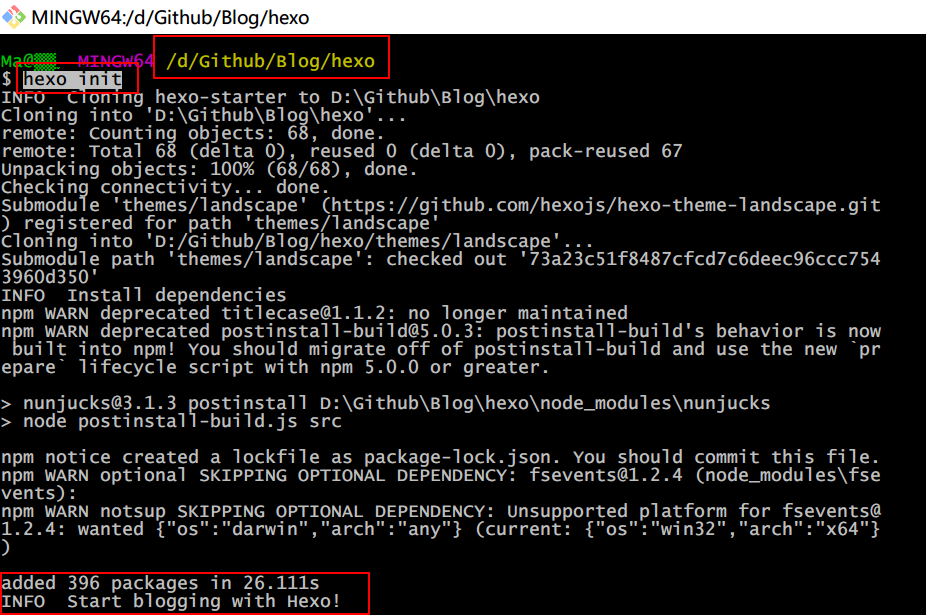 MINGW64:/d/Github/Blog/hexo
Ma@ MINGW64 /d/Github/Blog/hexo
$ hexo init
INFO  Cloning hexo-starter to D:\Github\Blog\hexo
Cloning into 'D:\Github\Blog\hexo'...
remote: Counting objects: 68, done.
remote: Total 68 (delta 0), reused 0 (delta 0), pack-reused 67
Unpacking objects: 100% (68/68), done.
Checking connectivity... done.
Submodule 'themes/landscape' (https://github.com/hexojs/hexo-theme-landscape.git
) registered for path 'themes/landscape'
Cloning into 'D:/Github/Blog/hexo/themes/landscape'...
Submodule path 'themes/landscape': checked out '73a23c51f8487cfcd7c6deec96ccc754
3960d350'
INFO  Install dependencies
npm WARN deprecated titlecase@1.1.2: no longer maintained
npm WARN deprecated postinstall-build@5.0.3: postinstall-build's behavior is now
 built into npm! You should migrate off of postinstall-build and use the new `pr
epare` lifecycle script with npm 5.0.0 or greater.
> nunjucks@3.1.3 postinstall D:\Github\Blog\hexo\node_modules\nunjucks
> node postinstall-build.js src
npm notice created a lockfile as package-lock.json. You should commit this file.
npm WARN optional SKIPPING OPTIONAL DEPENDENCY: fsevents@1.2.4 (node_modules\fse
vents):
npm WARN notsup SKIPPING OPTIONAL DEPENDENCY: Unsupported platform for fsevents@
1.2.4: wanted {"os":"darwin","arch":"any"} (current: {"os":"win32","arch":"x64"}
)
added 396 packages in 26.111s
INFO  Start blogging with Hexo!